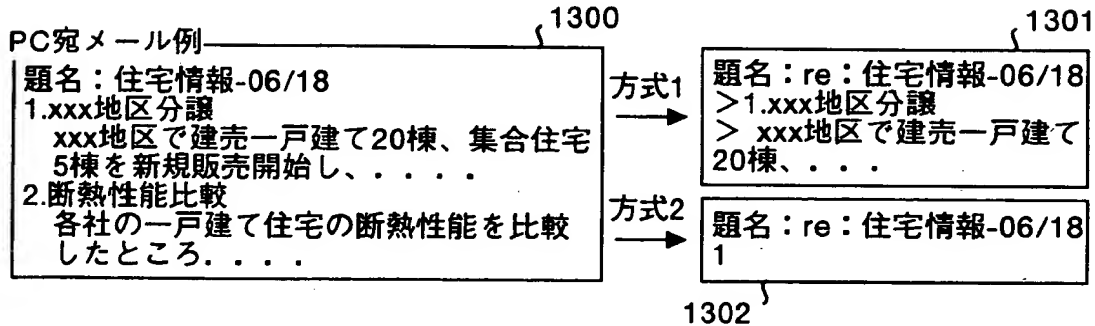 1300
PC宛メール例
題名：住宅情報-06/18
1.xxx地区分譲
xxx地区で建売一戸建て20棟、集合住宅
5棟を新規販売開始し、．．．．
2.断熱性能比較
各社の一戸建て住宅の断熱性能を比較
したところ．．．．
方式1
1301
題名：re：住宅情報-06/18
>1.xxx地区分譲
> xxx地区で建売一戸建て
20棟、．．．
方式2
題名：re：住宅情報-06/18
1
1302